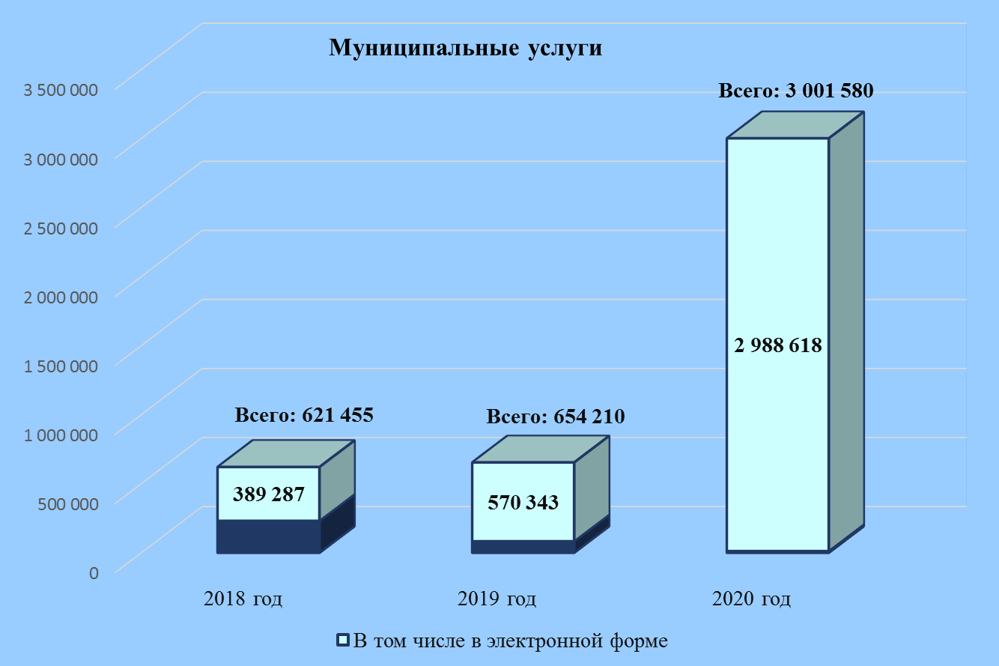 Муниципальные услуги
3 500 000
3 000 000
2 500 000
2 000 000
1 500 000
1 000 000
500 000
0
Всего: 621 455
389 287
Всего: 654 210
570 343
Всего: 3 001 580
2 988 618
2018 год
2019 год
2020 год
В том числе в электронной форме